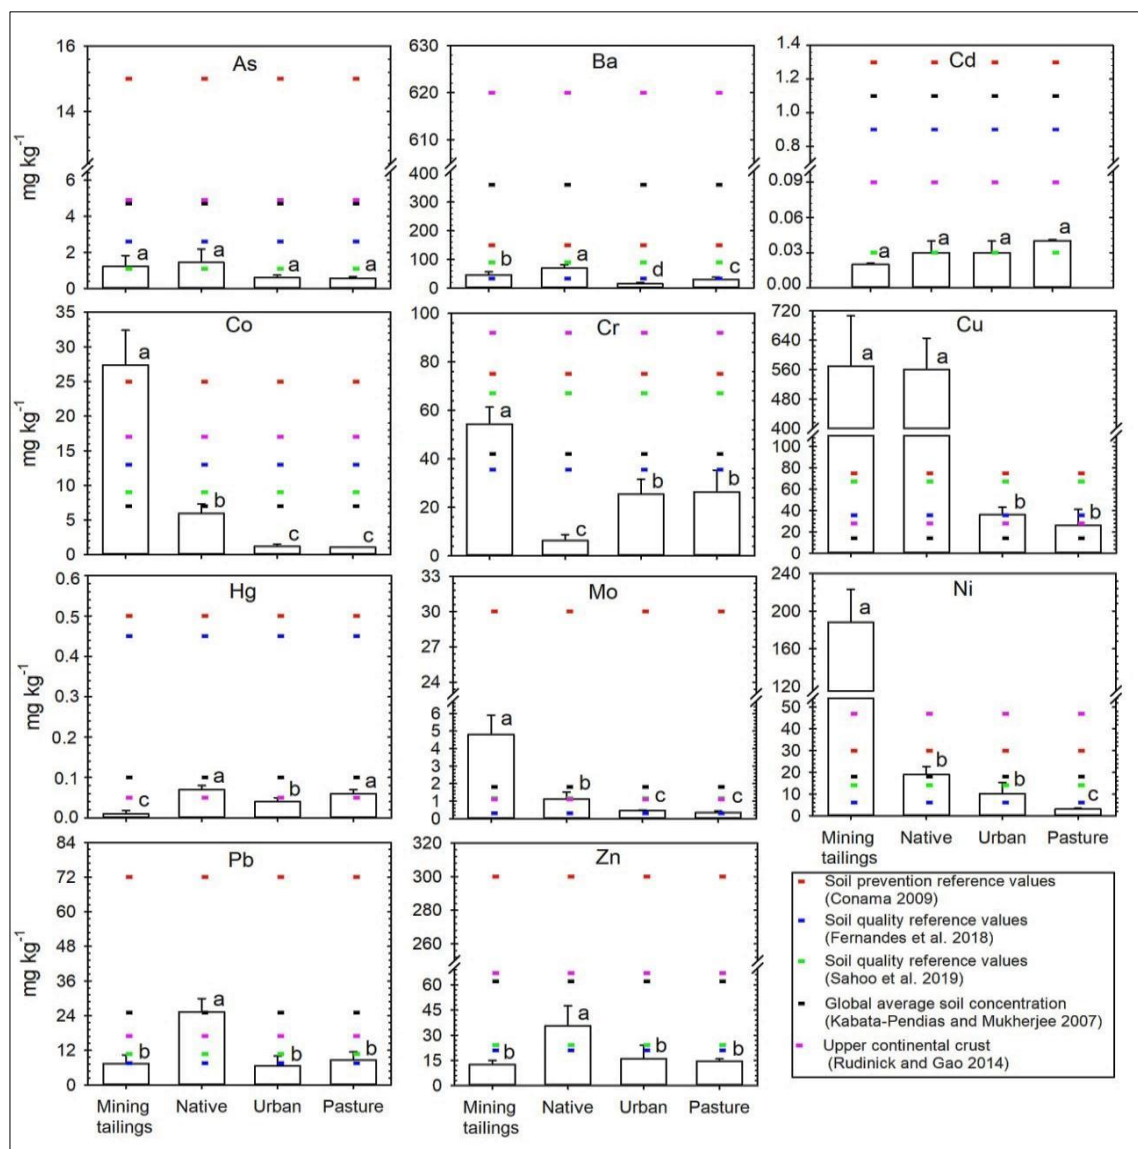 As
Ba
Cd
mg kg-1
16
14
6
4
2
0
a
a
a
a
630
620
610
400
300
200
100
0
b
a
d
c
1.4
1.2
1.0
0.8
0.6
0.09
0.06
0.03
0.00
a
a
a
a
Co
Cr
Cu
mg kg-1
35
30
25
20
15
10
5
0
a
b
c
c
100
80
60
40
20
0
a
c
b
b
720
640
560
480
400
100
80
60
40
20
0
a
a
b
b
Hg
Mo
Ni
mg kg-1
0.6
0.5
0.4
0.3
0.2
0.1
0.0
c
a
b
a
33
30
27
24
6
5
4
3
2
1
0
a
b
c
c
240
200
160
120
50
40
30
20
10
0
a
b
b
c
Mining tailings
Native
Urban
Pasture
Pb
Zn
mg kg-1
84
72
60
48
36
24
12
0
b
a
b
b
Mining tailings
Native
Urban
Pasture
320
300
280
260
60
45
30
15
0
b
a
b
b
Mining tailings
Native
Urban
Pasture
Soil prevention reference values
(Conama 2009)
Soil quality reference values
(Fernandes et al. 2018)
Soil quality reference values
(Sahoo et al. 2019)
Global average soil concentration
(Kabata-Pendias and Mukherjee 2007)
Upper continental crust
(Rudinick and Gao 2014)